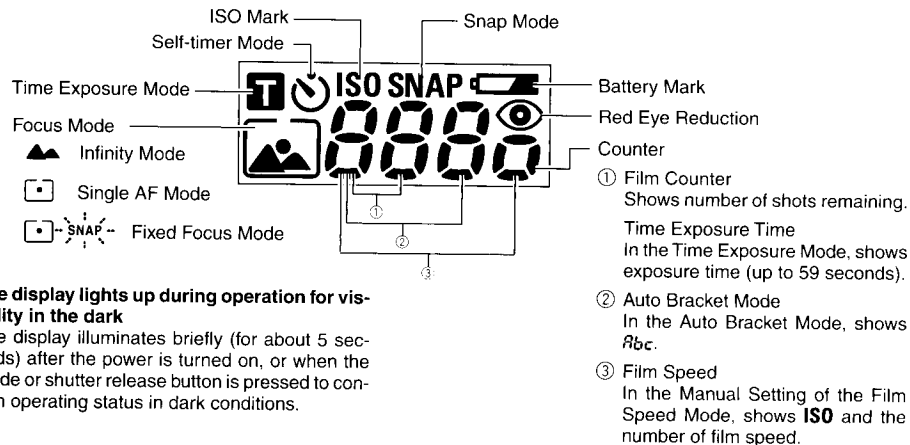 ISO Mark
Snap Mode
Self-timer Mode
T ISO SNAP
Time Exposure Mode
Battery Mark
Red Eye Reduction
Focus Mode
888.0
Counter
Infinity Mode
Single AF Mode
SNAP Fixed Focus Mode
①
②
③
① Film Counter
Shows number of shots remaining.
Time Exposure Time
In the Time Exposure Mode, shows
exposure time (up to 59 seconds).
② Auto Bracket Mode
In the Auto Bracket Mode, shows
Abc.
③ Film Speed
In the Manual Setting of the Film
Speed Mode, shows ISO and the
number of film speed.
e display lights up during operation for vis-
lity in the dark
e display illuminates briefly (for about 5 sec-
ds) after the power is turned on, or when the
de or shutter release button is pressed to con-
n operating status in dark conditions.